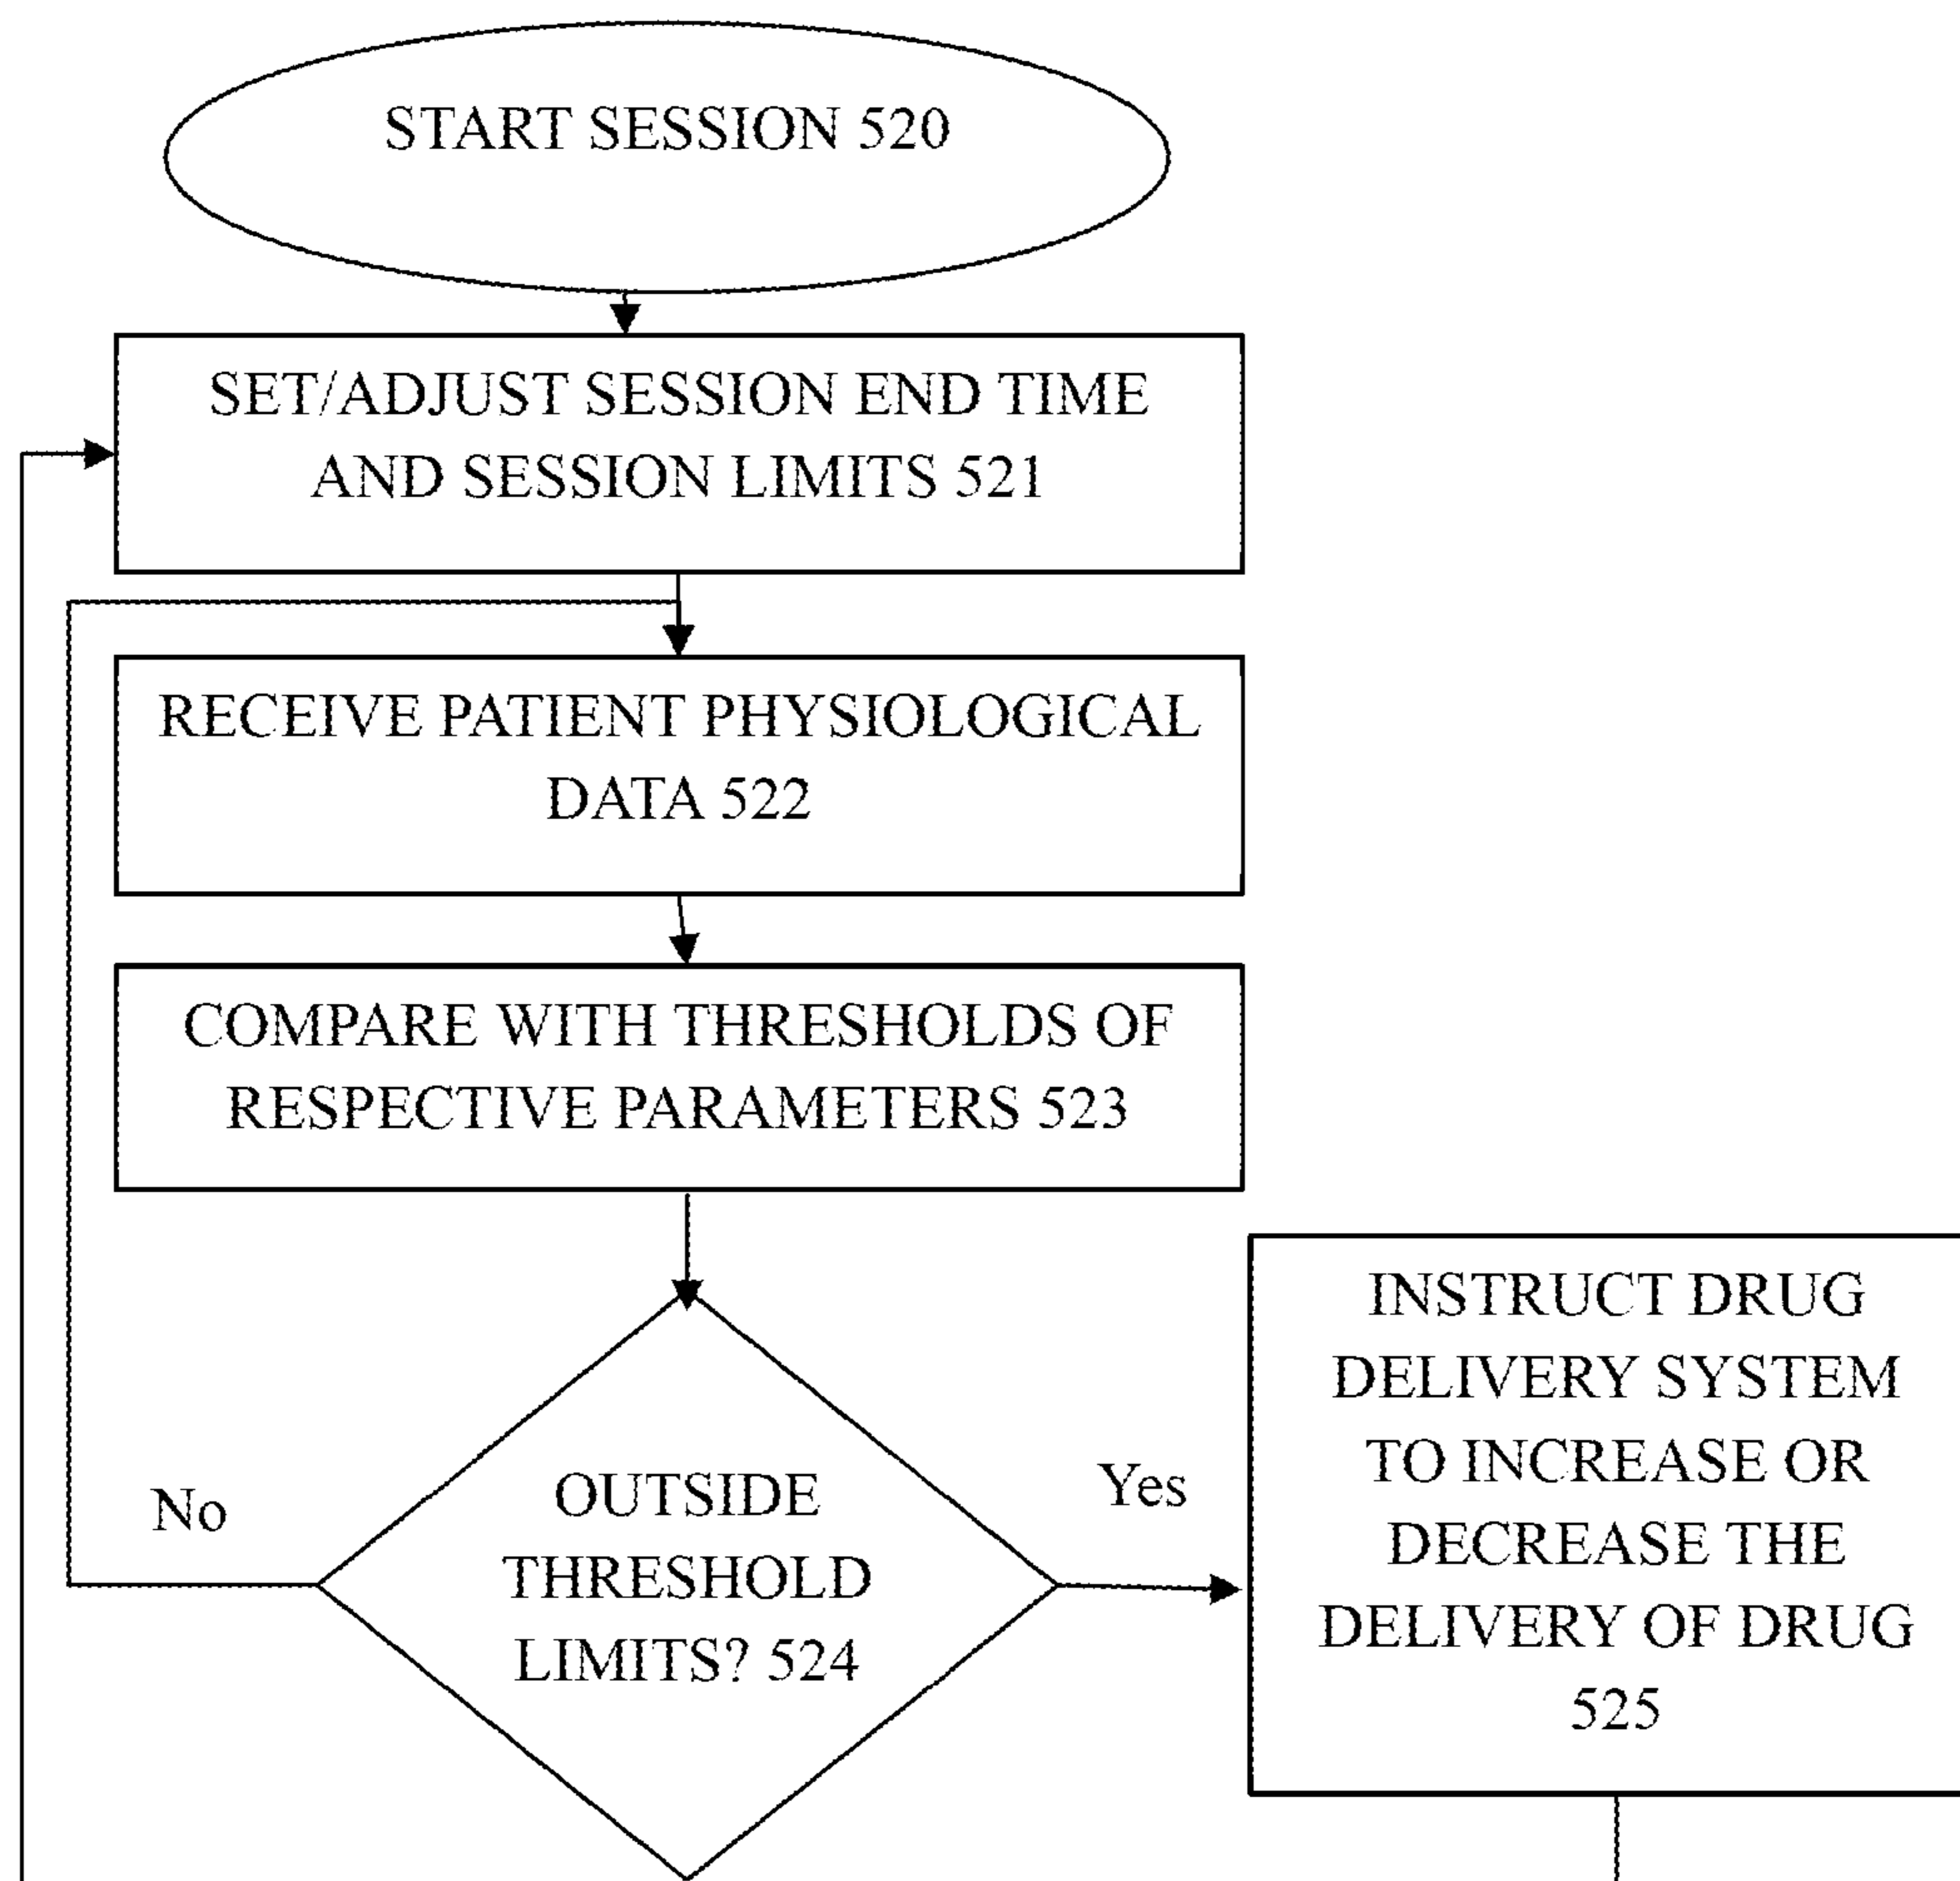 START SESSION 520
SET/ADJUST SESSION END TIME
AND SESSION LIMITS 521
RECEIVE PATIENT PHYSIOLOGICAL
DATA 522
COMPARE WITH THRESHOLDS OF
RESPECTIVE PARAMETERS 523
No
OUTSIDE
THRESHOLD
LIMITS? 524
Yes
INSTRUCT DRUG
DELIVERY SYSTEM
TO INCREASE OR
DECREASE THE
DELIVERY OF DRUG
525